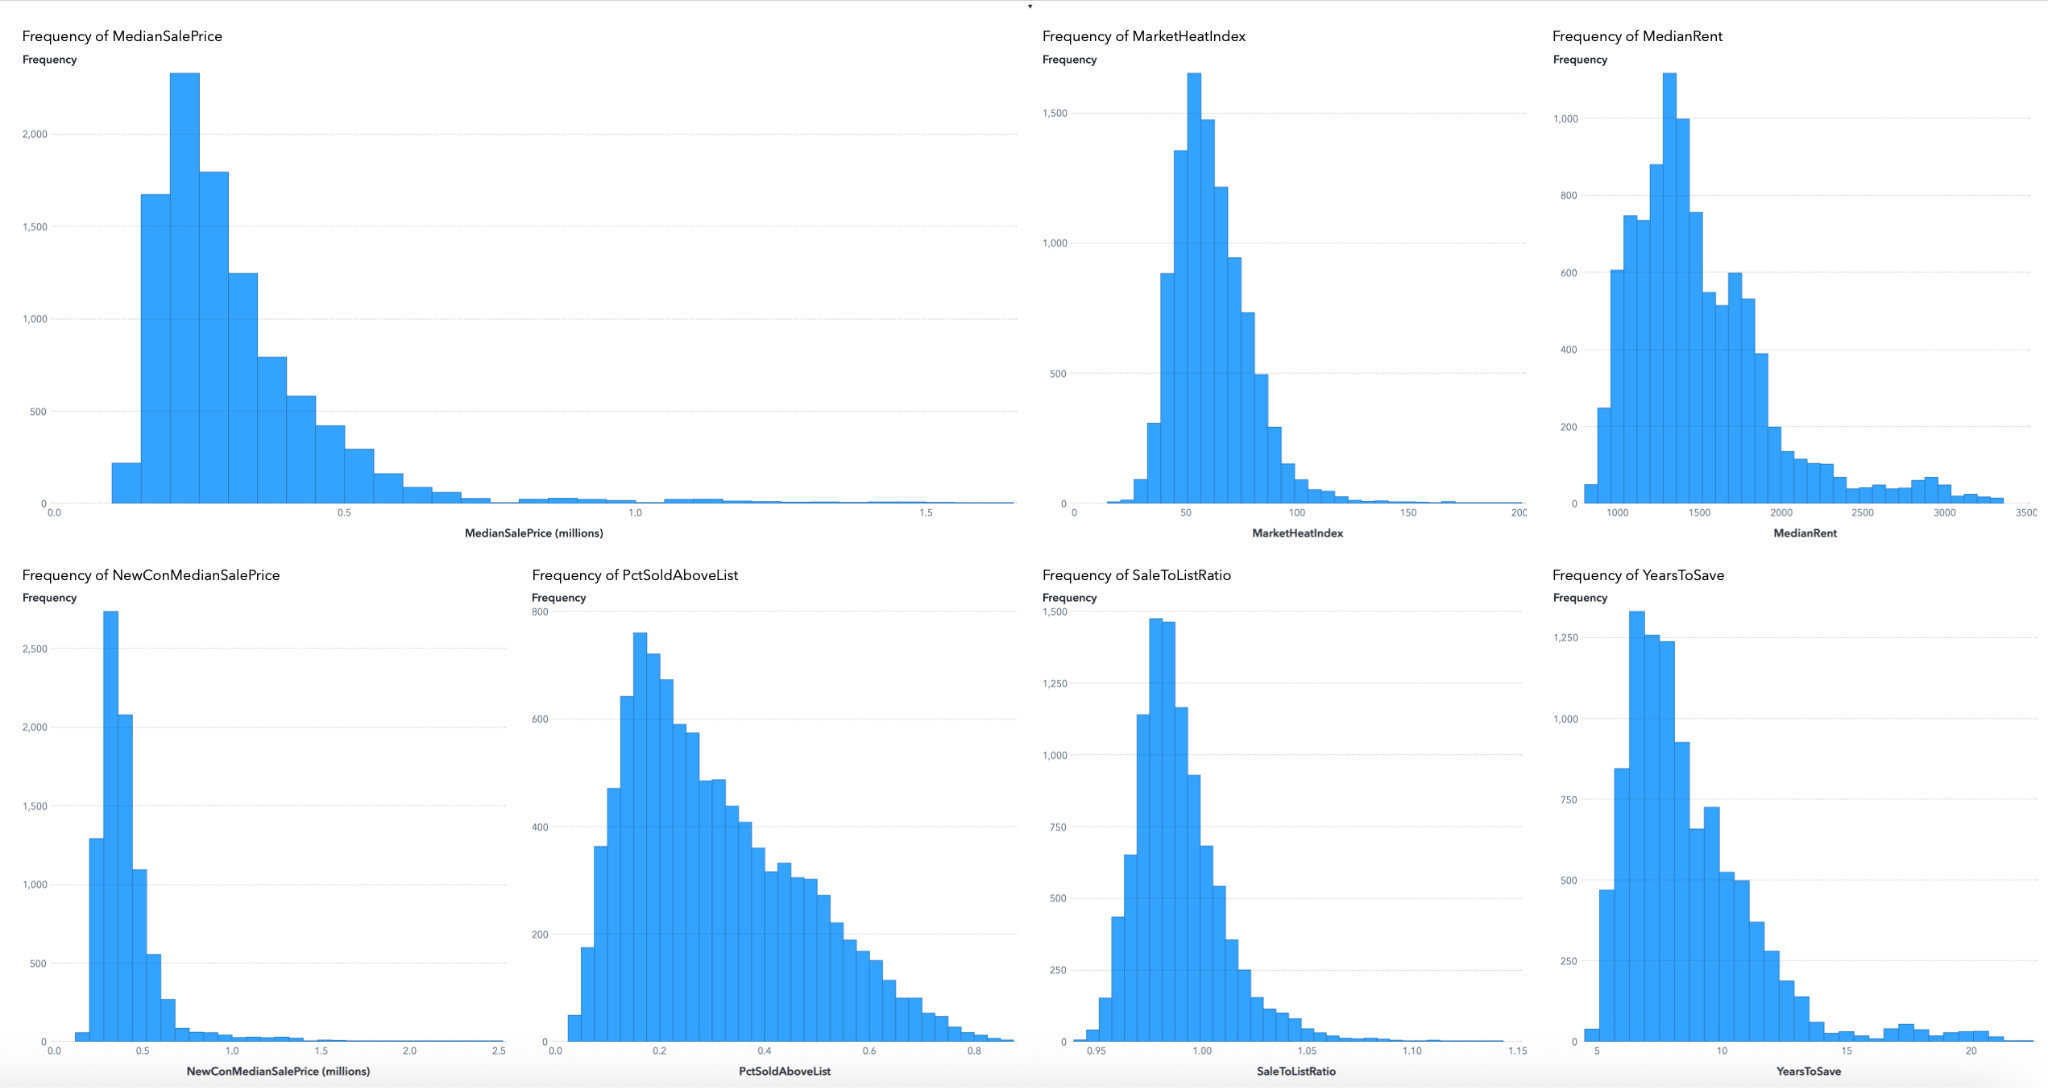 Frequency of MedianSalePrice
Frequency
2,000
1,500
1,000
500
0
0.0 0.5 1.0 1.5
MedianSalePrice (millions)
Frequency of MarketHeatIndex
Frequency
1,500
1,000
500
0
0 50 100 150 200
MarketHeatIndex
Frequency of MedianRent
Frequency
1,000
800
600
400
200
0
1000 1500 2000 2500 3000 3500
MedianRent
Frequency of NewConMedianSalePrice
Frequency
2,500
2,000
1,500
1,000
500
0
0.0 0.5 1.0 1.5 2.0 2.5
NewConMedianSalePrice (millions)
Frequency of PctSoldAboveList
Frequency
800
600
400
200
0
0.0 0.2 0.4 0.6 0.8
PctSoldAboveList
Frequency of SaleToListRatio
Frequency
1,500
1,250
1,000
750
500
250
0
0.95 1.00 1.05 1.10 1.15
SaleToListRatio
Frequency of YearsToSave
Frequency
1,250
1,000
750
500
250
0
5 10 15 20
YearsToSave